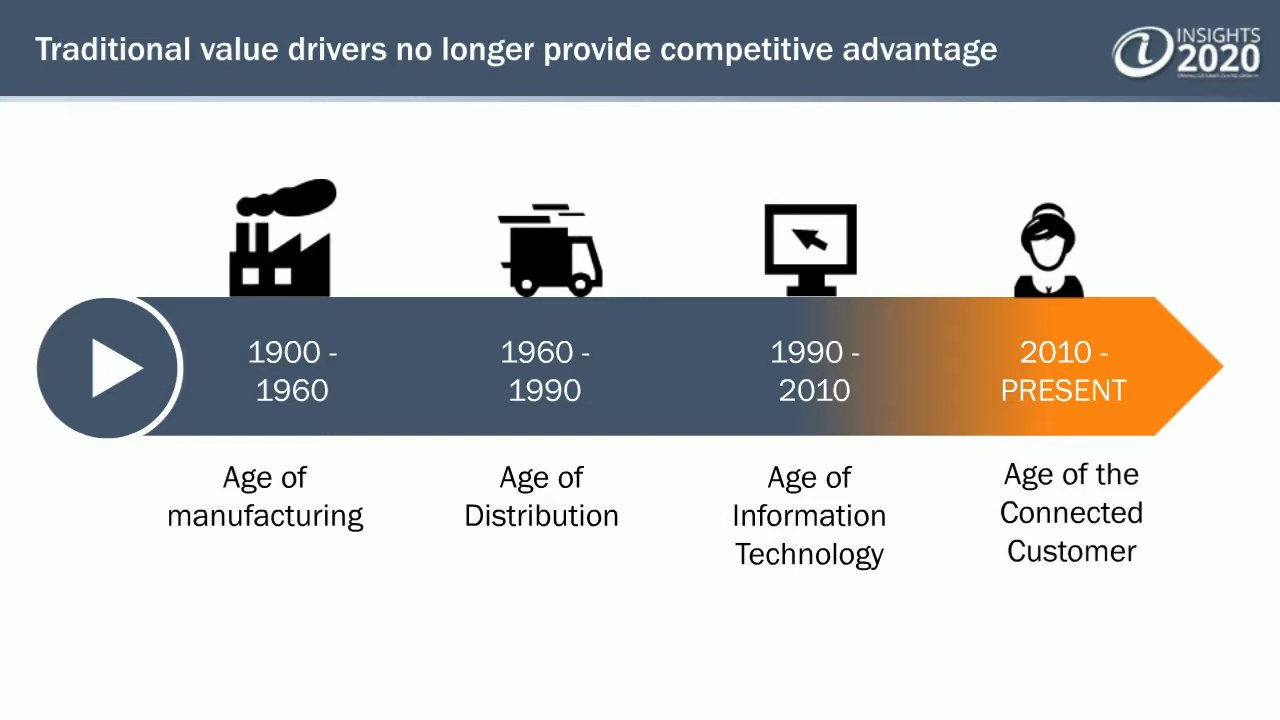 Traditional value drivers no longer provide competitive advantage
INSIGHTS
2020
1900 -
1960
1960 -
1990
1990 -
2010
2010 -
PRESENT
Age of
manufacturing
Age of
Distribution
Age of
Information
Technology
Age of the
Connected
Customer